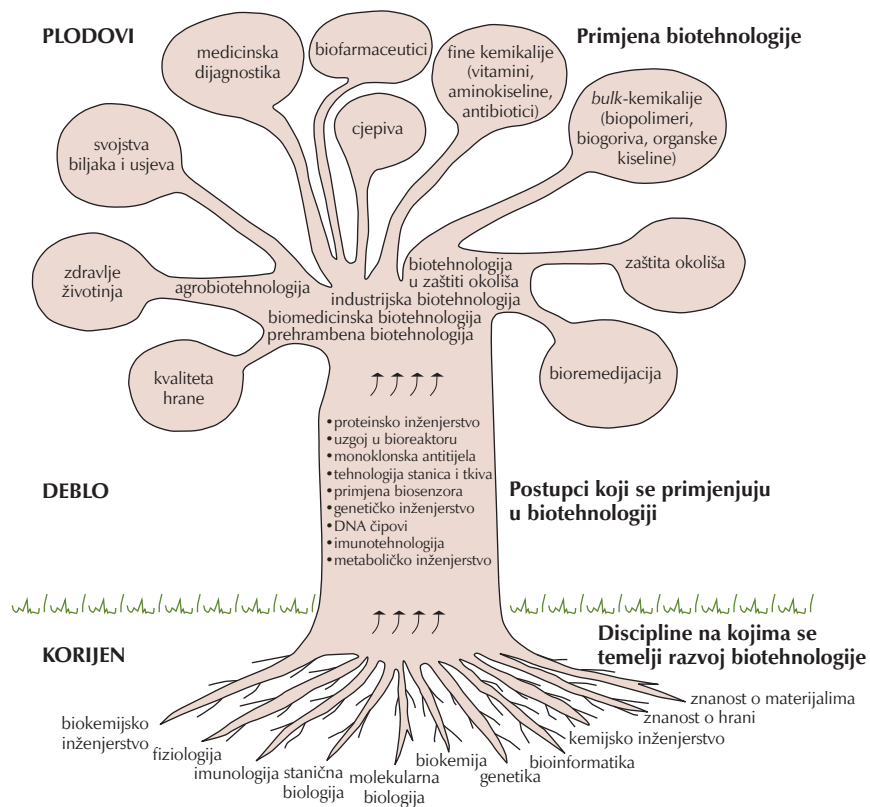 PLODOVI
Primjena biotehnologije
medicinska
dijagnostika
biofarmaceutici
fine kemikalije
(vitamini,
aminokiseline,
antibiotici)
cjepiva
bulk-kemikalije
(biopolimeri,
biogoriva, organske
kiseline)
svojstva
biljaka i usjeva
zdravlje
životinja
zaštita okoliša
agrobiotehnologija
biotehnologija
u zaštiti okoliša
industrijska biotehnologija
biomedicinska biotehnologija
prehrambena biotehnologija
kvaliteta
hrane
bioremedijacija
DEBLO
• proteinsko inženjerstvo
• uzgoj u bioreaktoru
• monoklonska antitijela
• tehnologija stanica i tkiva
• primjena biosenzora
• genetičko inženjerstvo
• DNA čipovi
• imunotehnologija
• metaboličko inženjerstvo
Postupci koji se primjenjuju
u biotehnologiji
KORIJEN
Discipline na kojima se
temelji razvoj biotehnologije
biokemijsko
inženjerstvo
fiziologija
imunologija
stanična
biologija
molekularna
biologija
biokemija
genetika
bioinformatika
kemijsko inženjerstvo
znanost o hrani
znanost o materijalima